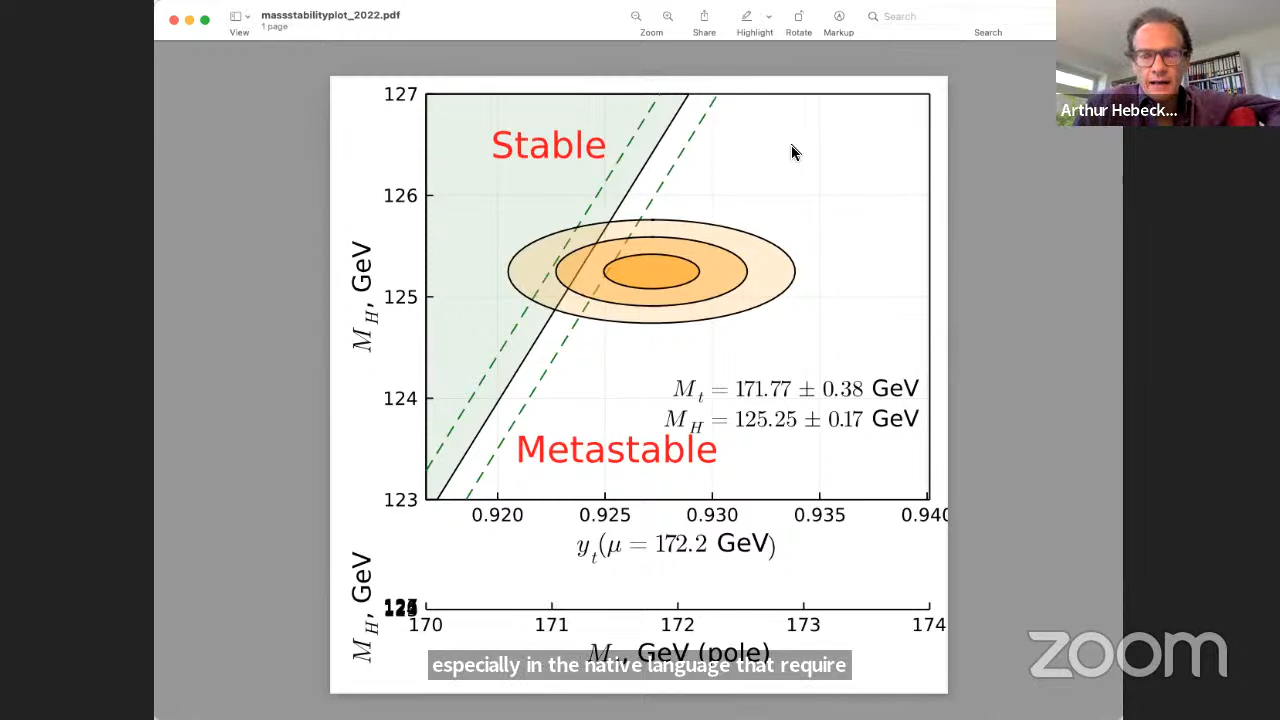 massstabilityplot_2022.pdf
1 page
View
Zoom
Share
Highlight
Rotate
Markup
Search
Search
Arthur Hebeck...
127
126
125
124
123
M_H, GeV
Stable
Metastable
M_t = 171.77 ± 0.38 GeV
M_H = 125.25 ± 0.17 GeV
0.920 0.925 0.930 0.935 0.940
y_t(μ = 172.2 GeV)
M_H, GeV
170 171 172 173 174
GeV (pole)
especially in the native language that require
zoom